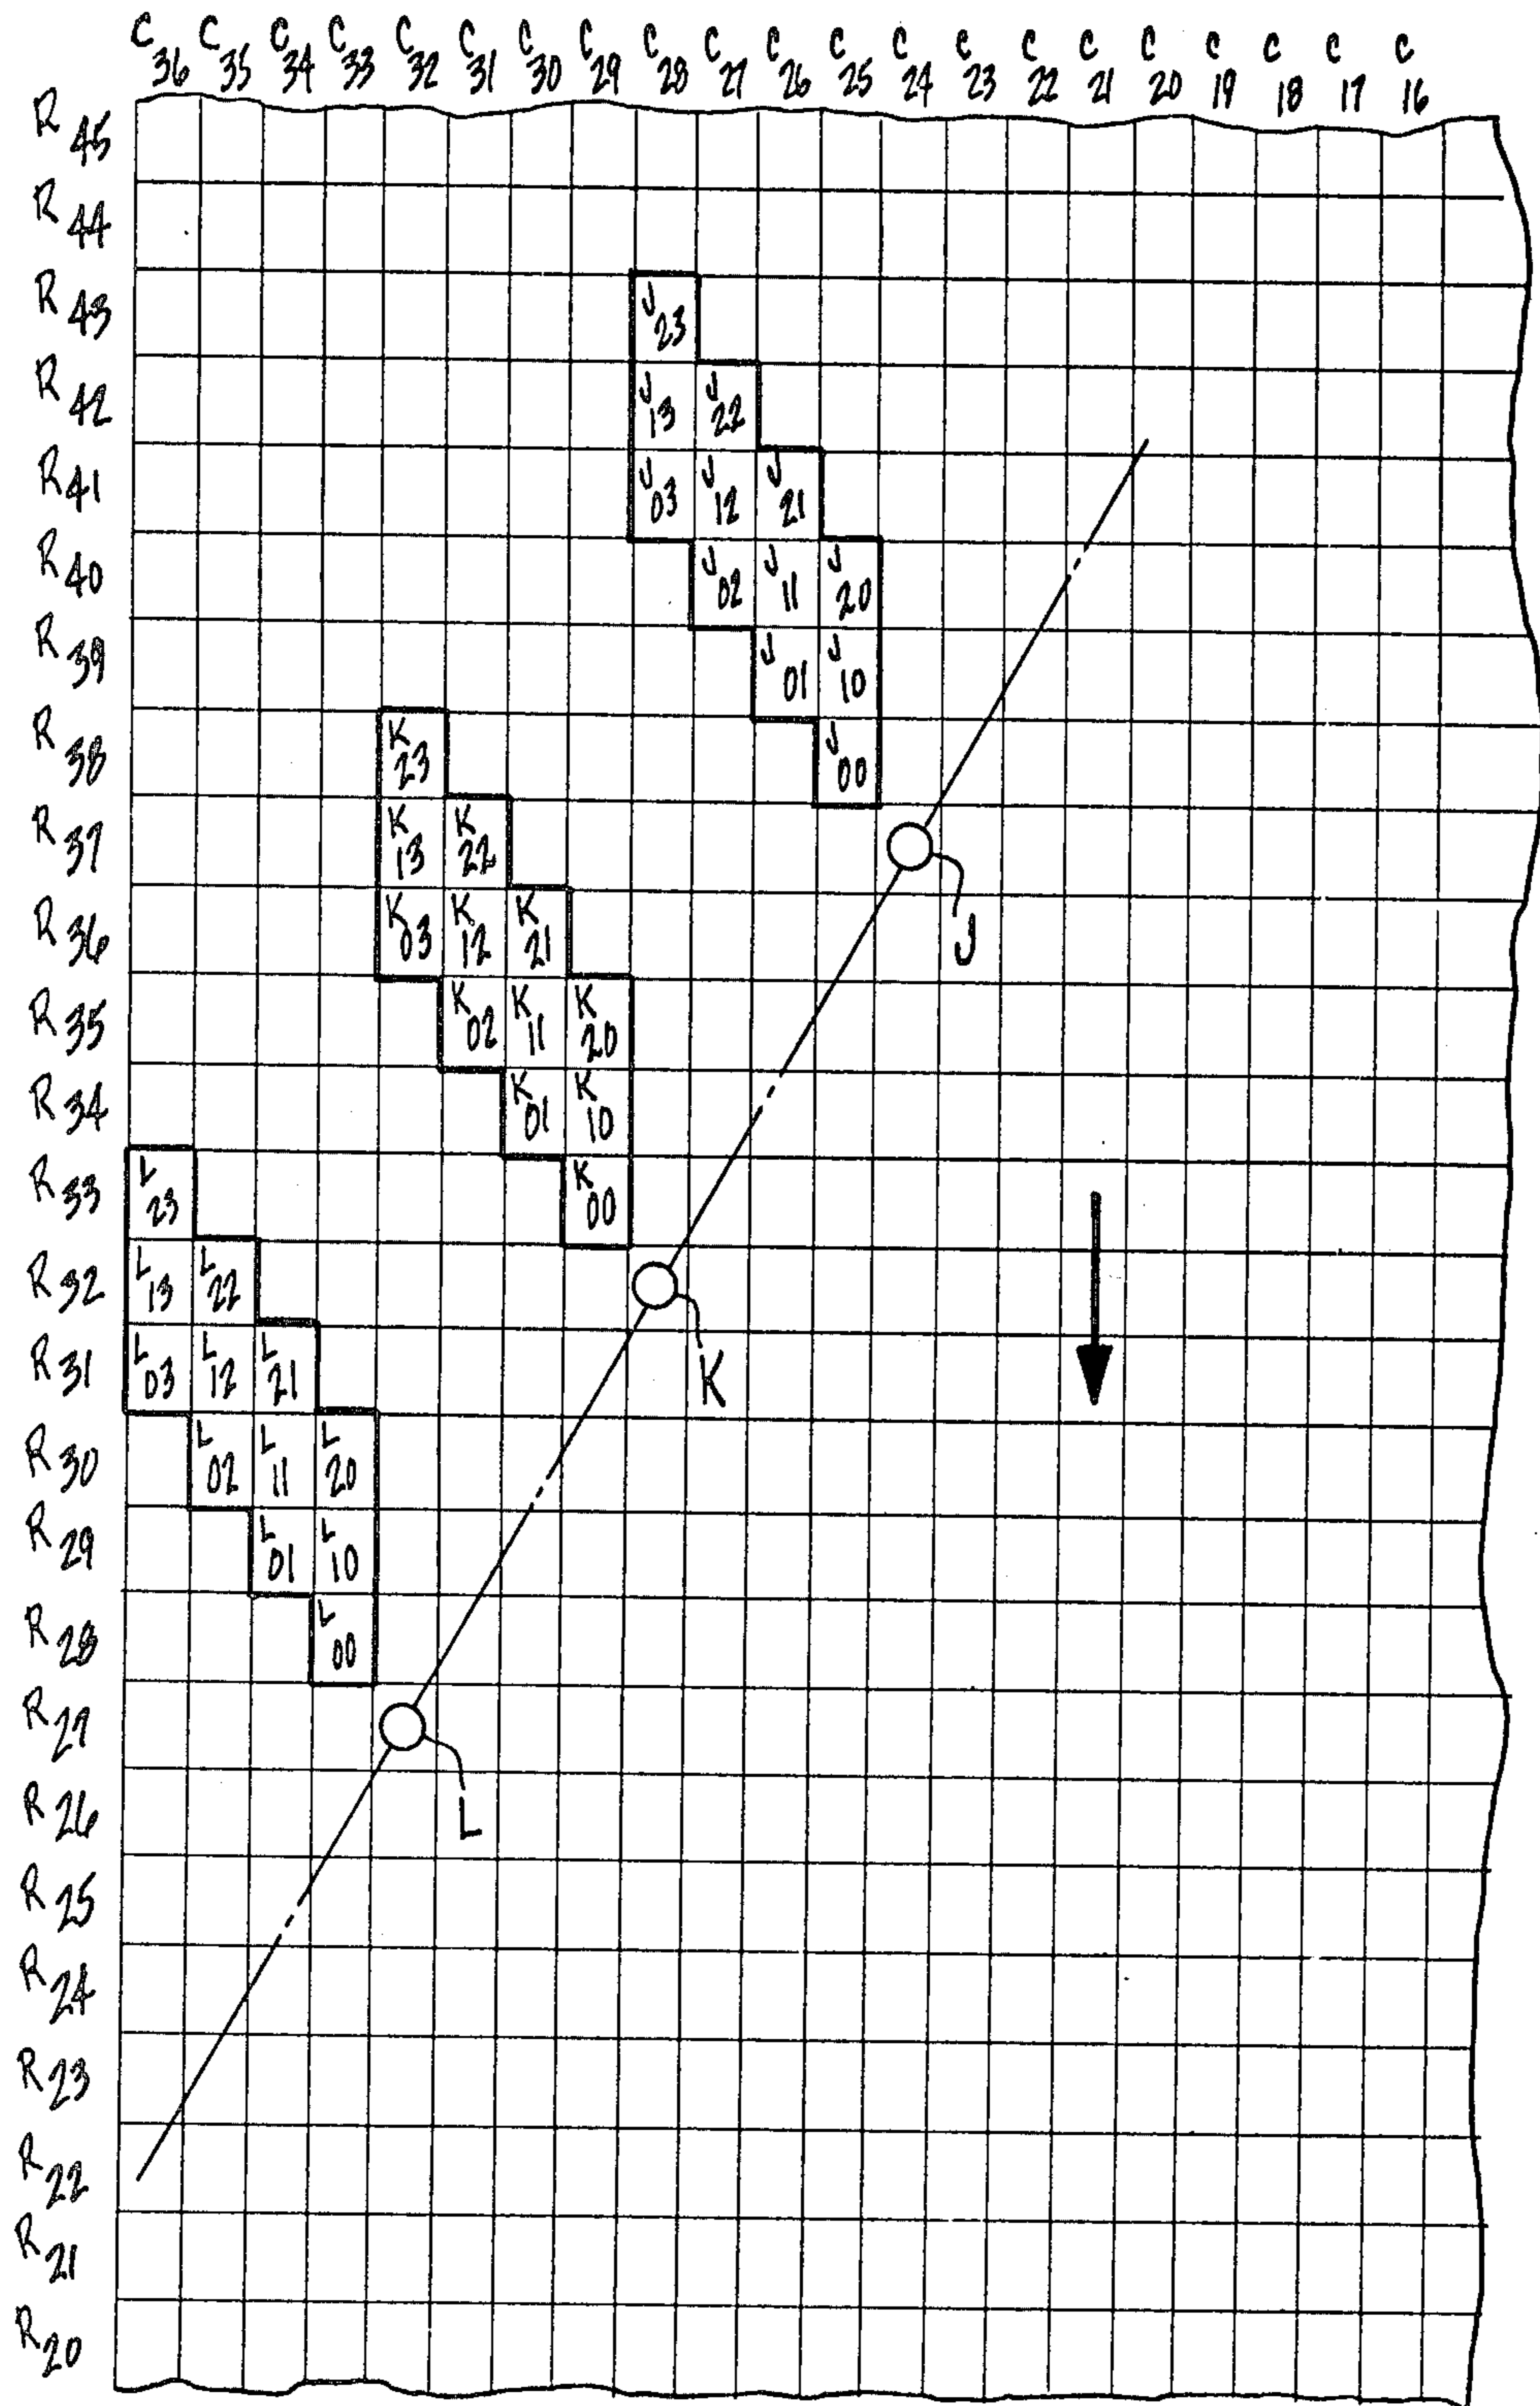 C36 C35 C34 C33 C32 C31 C30 C29 C28 C27 C26 C25 C24 C23 C22 C21 C20 C19 C18 C17 C16
R45
R44
R43 J23
R42 J13 J22
R41 J03 J12 J21
R40 J02 J11 J20
R39 J01 J10
R38 K23 J00
R37 K13 K22
R36 K03 K12 K21 J
R35 K02 K11 K20
R34 K01 K10
R33 L23 K00
R32 L13 L22
R31 L03 L12 L21 K
R30 L02 L11 L20
R29 L01 L10
R28 L00
R27
R26 L
R25
R24
R23
R22
R21
R20